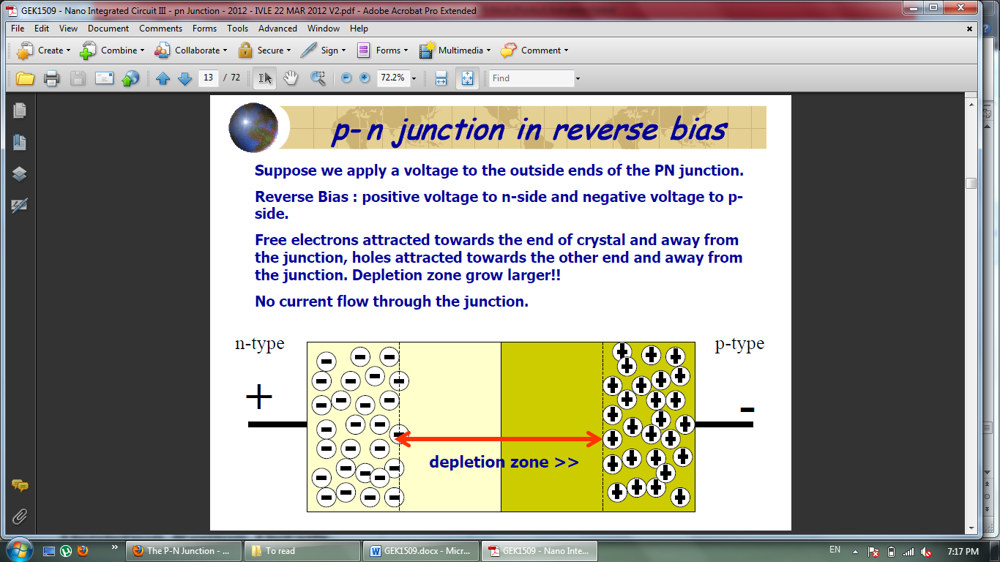 GEK1509 - Nano Integrated Circuit III - pn Junction - 2012 - IVLE 22 MAR 2012 V2.pdf - Adobe Acrobat Pro Extended
File Edit View Document Comments Forms Tools Advanced Window Help
Create Combine Collaborate Secure Sign Forms Multimedia Comment
13 / 72 72.2% Find
p-n junction in reverse bias
Suppose we apply a voltage to the outside ends of the PN junction.
Reverse Bias : positive voltage to n-side and negative voltage to p-
side.
Free electrons attracted towards the end of crystal and away from
the junction, holes attracted towards the other end and away from
the junction. Depletion zone grow larger!!
No current flow through the junction.
n-type p-type
+ -
depletion zone >>
The P-N Junction - ... To read GEK1509.docx - Micr... GEK1509 - Nano Inte... EN 7:17 PM